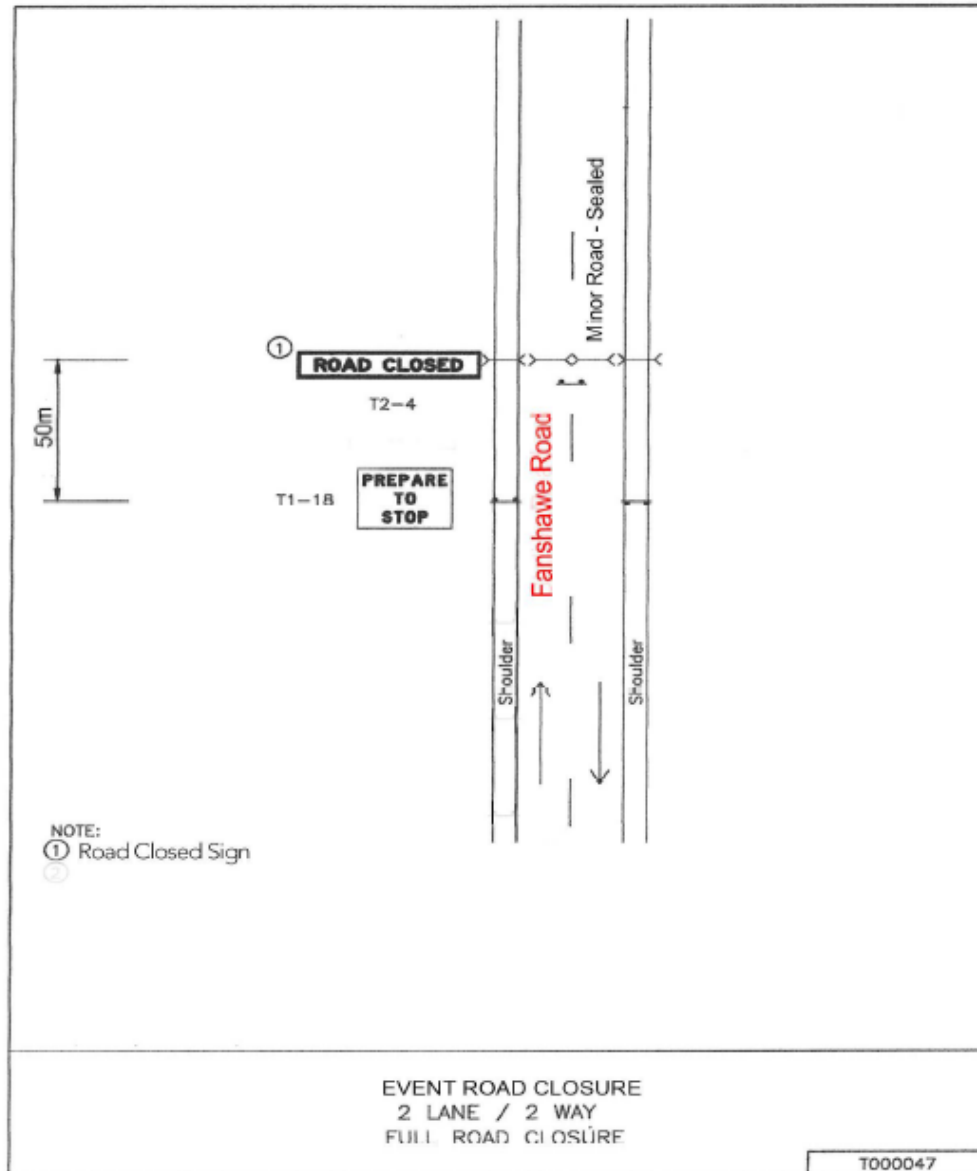 Minor Road - Sealed
①
ROAD CLOSED
T2-4
50m
Fanshawe Road
T1-18
PREPARE
TO
STOP
Shoulder
Shoulder
NOTE:
① Road Closed Sign
②
EVENT ROAD CLOSURE
2 LANE / 2 WAY
FULL ROAD CLOSURE
T000047